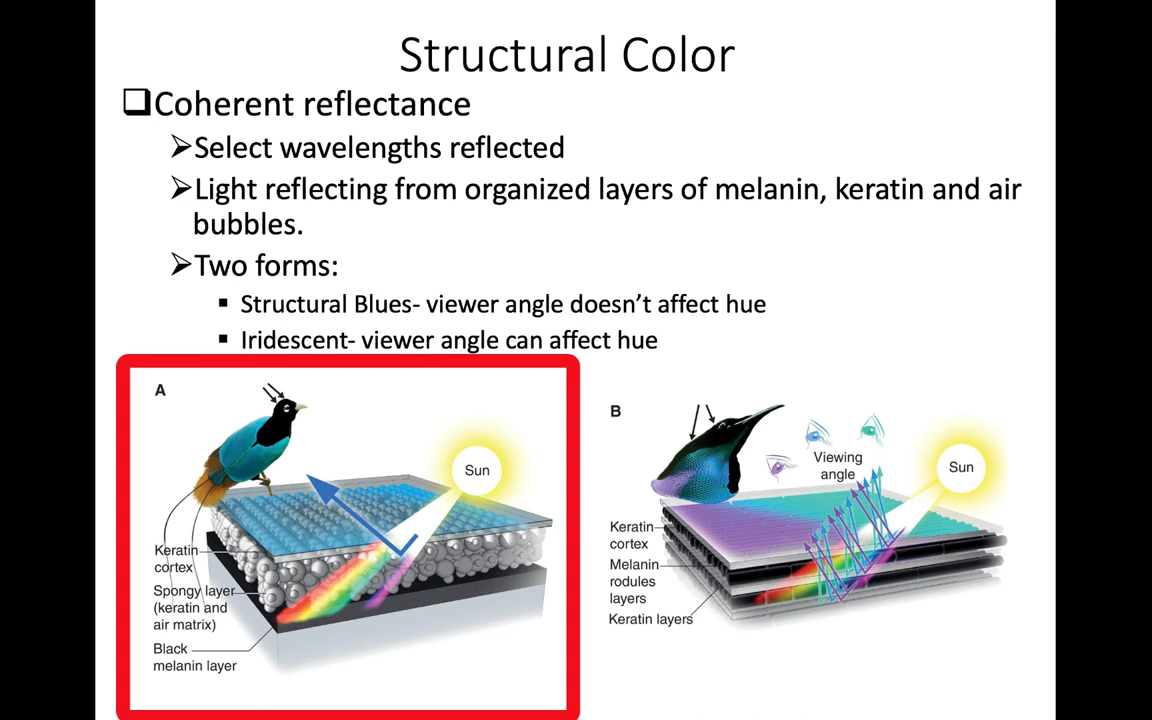 Structural Color
❑Coherent reflectance
➢Select wavelengths reflected
➢Light reflecting from organized layers of melanin, keratin and air
bubbles.
➢Two forms:
▪ Structural Blues- viewer angle doesn’t affect hue
▪ Iridescent- viewer angle can affect hue
A
Sun
Keratin
cortex
Spongy layer
(keratin and
air matrix)
Black
melanin layer
B
Viewing
angle
Sun
Keratin
cortex
Melanin
rodules
layers
Keratin layers